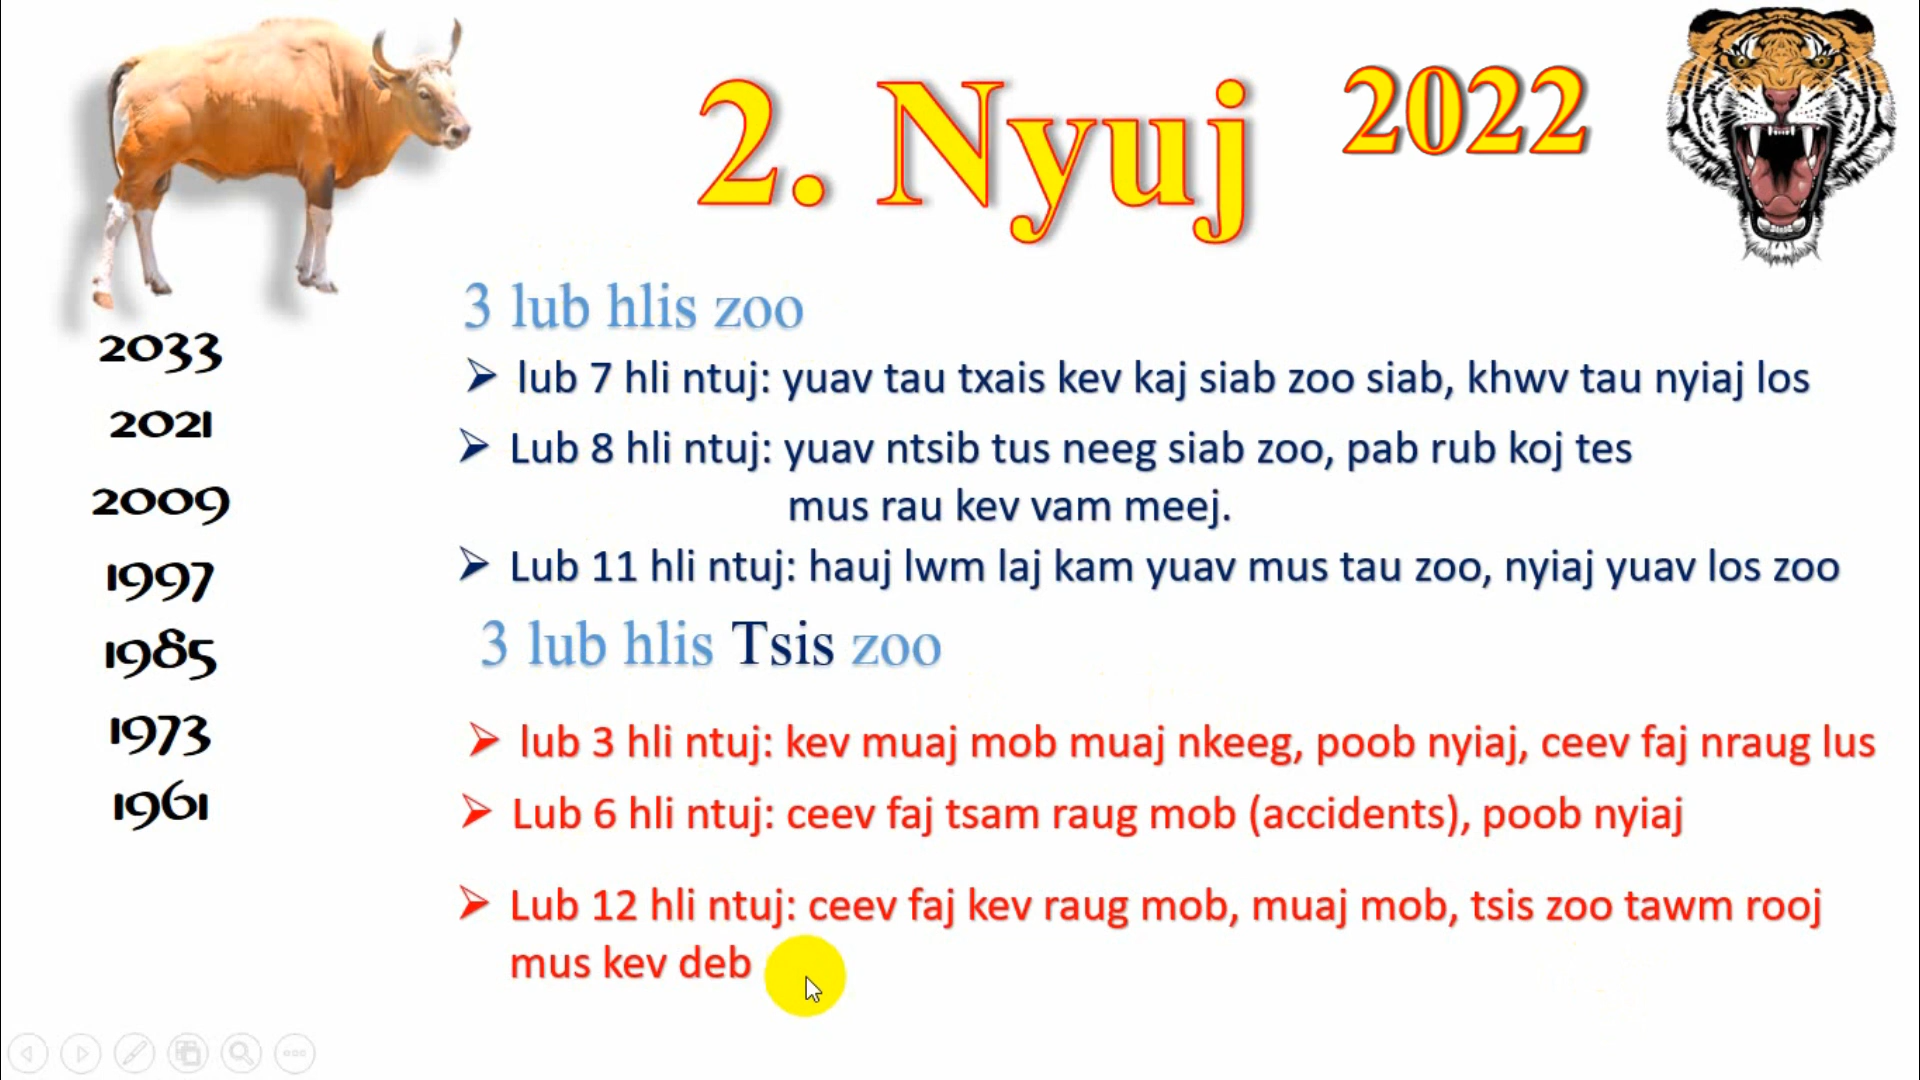 2. Nyuj
2022
2033
2021
2009
1997
1985
1973
1961
3 lub hlis zoo
lub 7 hli ntuj: yuav tau txais kev kaj siab zoo siab, khwv tau nyiaj los
Lub 8 hli ntuj: yuav ntsib tus neeg siab zoo, pab rub koj tes
mus rau kev vam meej.
Lub 11 hli ntuj: hauj lwm laj kam yuav mus tau zoo, nyiaj yuav los zoo
3 lub hlis Tsis zoo
lub 3 hli ntuj: kev muaj mob muaj nkeeg, poob nyiaj, ceev faj nraug lus
Lub 6 hli ntuj: ceev faj tsam raug mob (accidents), poob nyiaj
Lub 12 hli ntuj: ceev faj kev raug mob, muaj mob, tsis zoo tawm rooj
mus kev deb